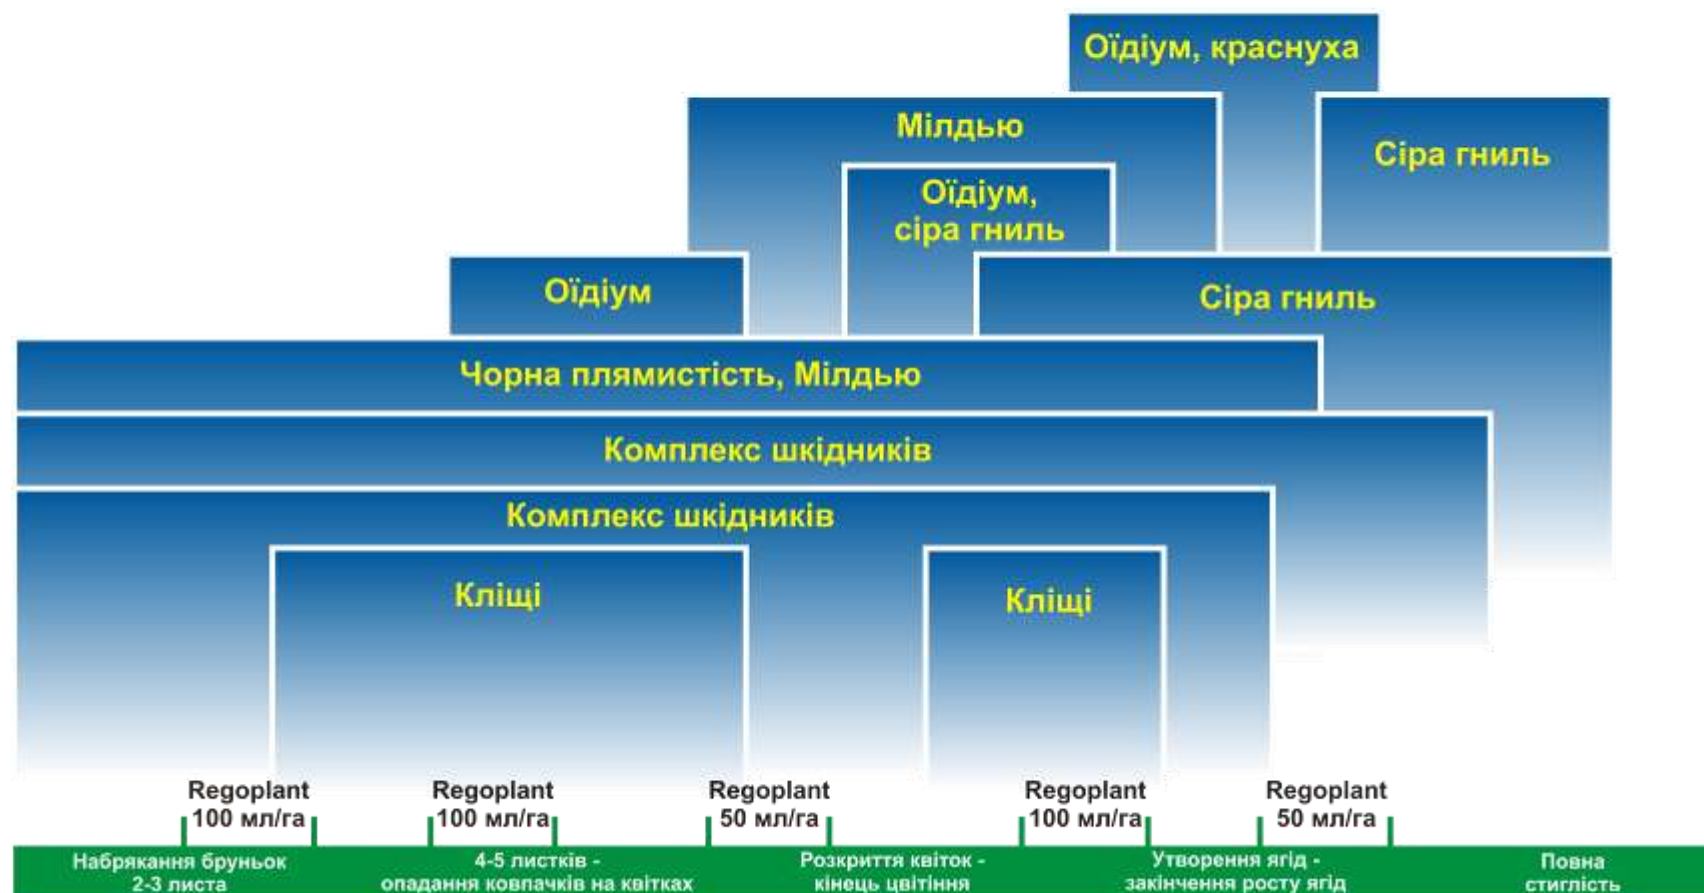 Оїдіум, краснуха
Мілдью
Сіра гниль
Оїдіум,
сіра гниль
Оїдіум
Сіра гниль
Чорна плямистість, Мілдью
Комплекс шкідників
Комплекс шкідників
Кліщі
Кліщі
Regoplant
100 мл/га
Regoplant
100 мл/га
Regoplant
50 мл/га
Regoplant
100 мл/га
Regoplant
50 мл/га
Набрякання бруньок
2-3 листа
4-5 листків -
опадання ковпачків на квітках
Розкриття квіток -
кінець цвітіння
Утворення ягід -
закінчення росту ягід
Повна
стиглість